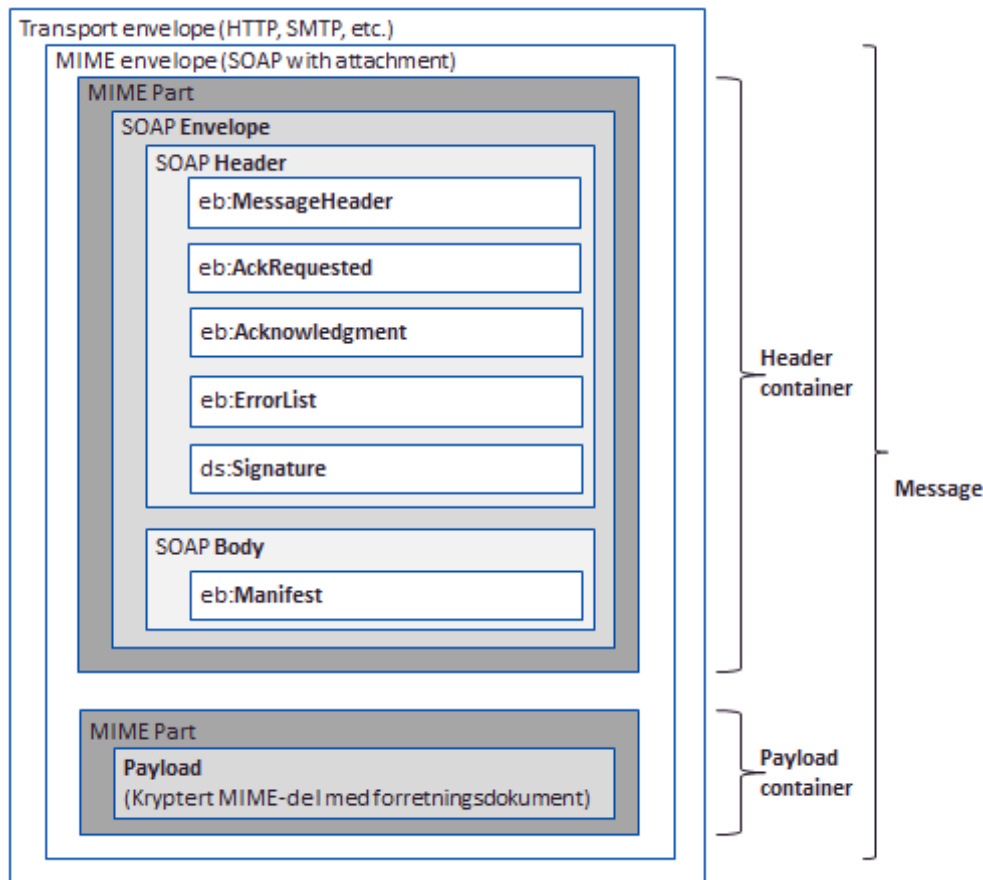 Transport envelope (HTTP, SMTP, etc.)
MIME envelope (SOAP with attachment)
MIME Part
SOAP Envelope
SOAP Header
eb:MessageHeader
eb:AckRequested
eb:Acknowledgment
eb:ErrorList
ds:Signature
SOAP Body
eb:Manifest
MIME Part
Payload
(Kryptert MIME-del med forretningsdokument)
Header
container
Payload
container
Message